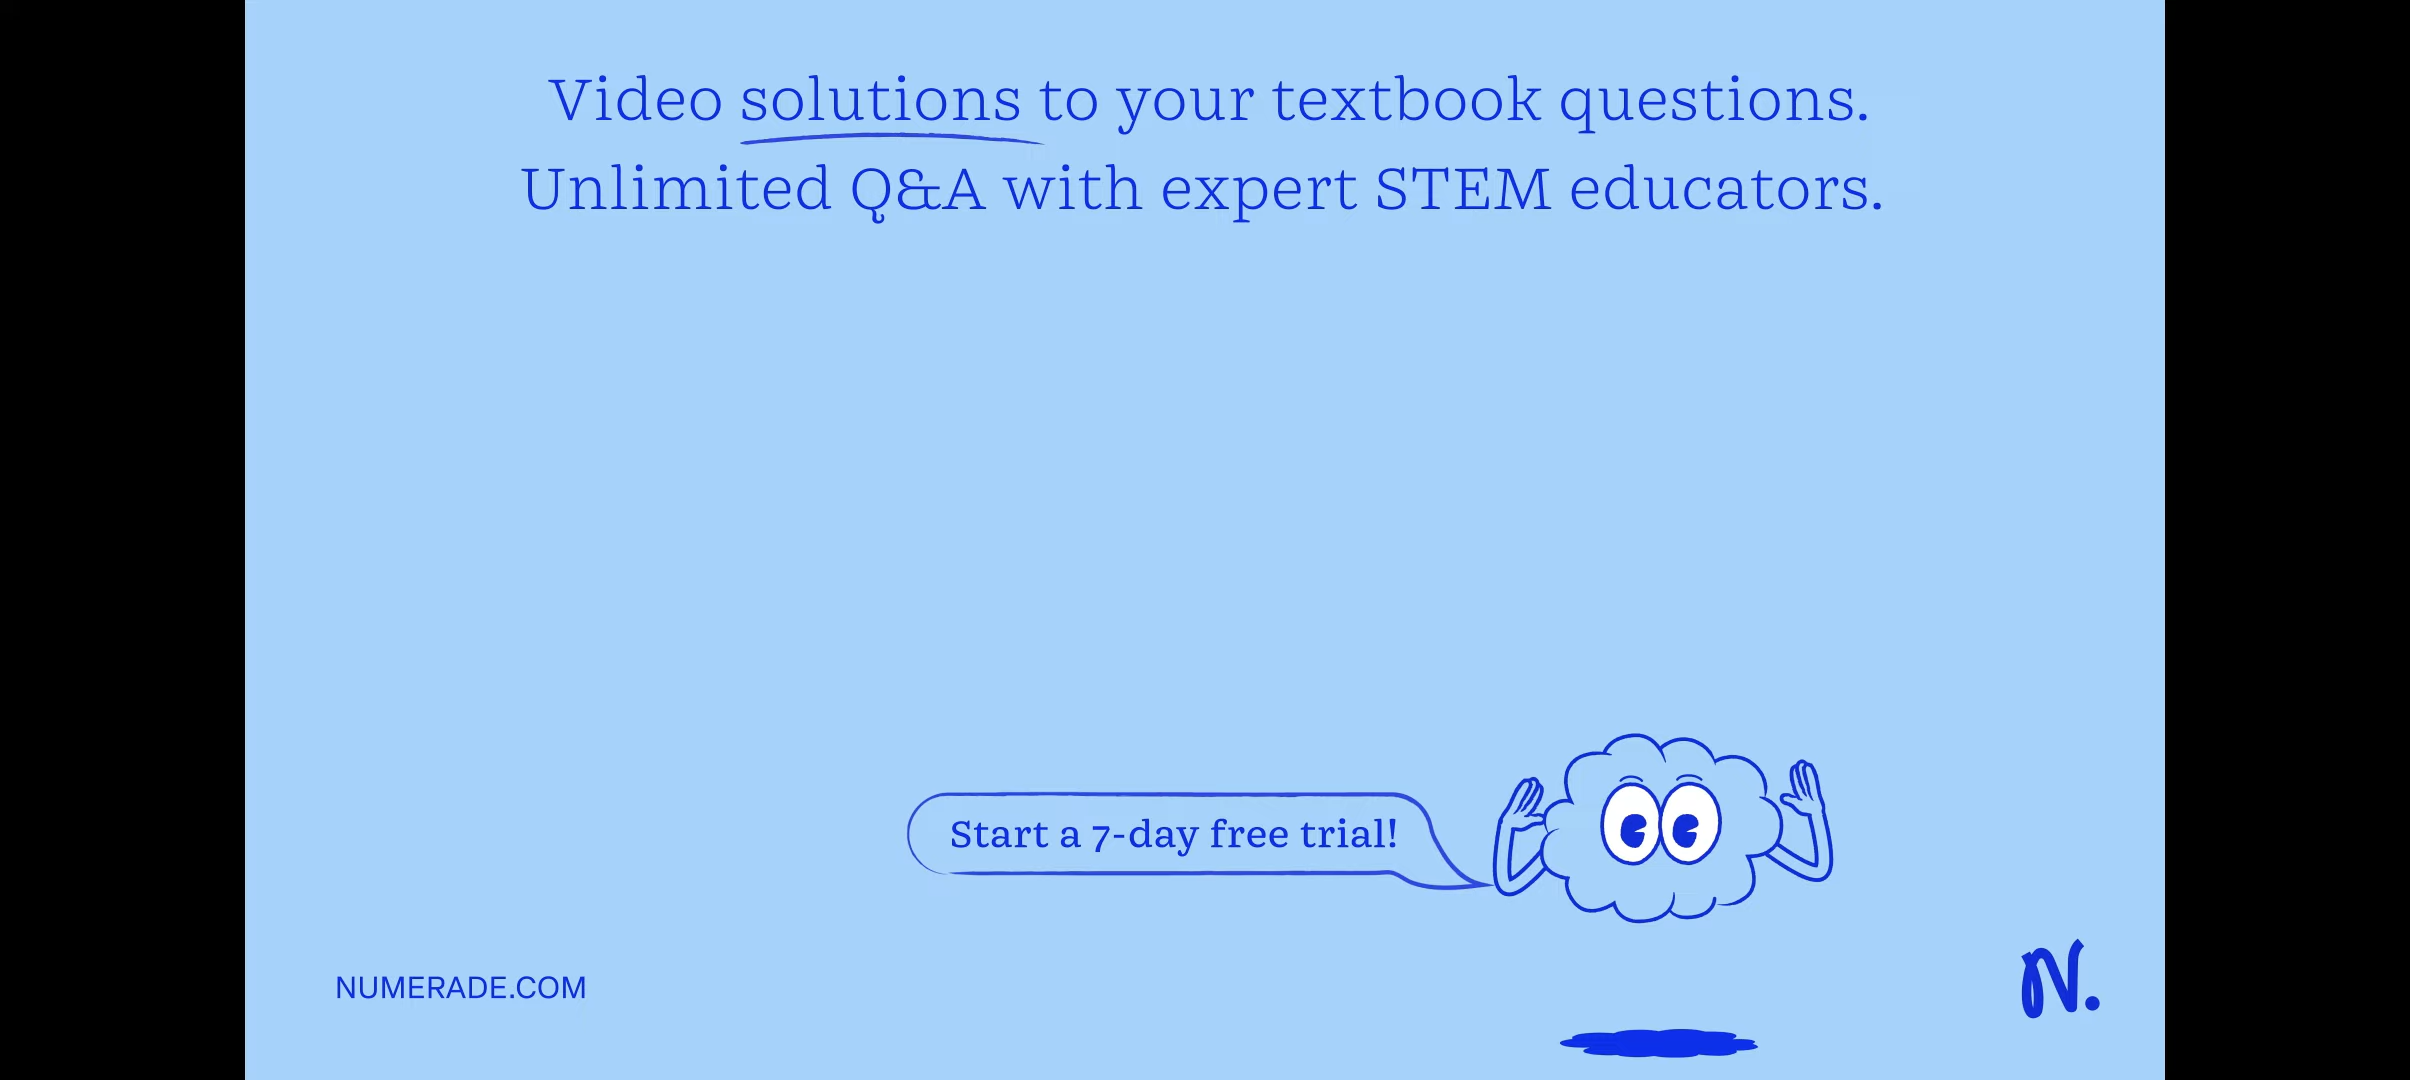 Video solutions to your textbook questions.
Unlimited Q&A with expert STEM educators.
Start a 7-day free trial!
NUMERADE.COM
N.